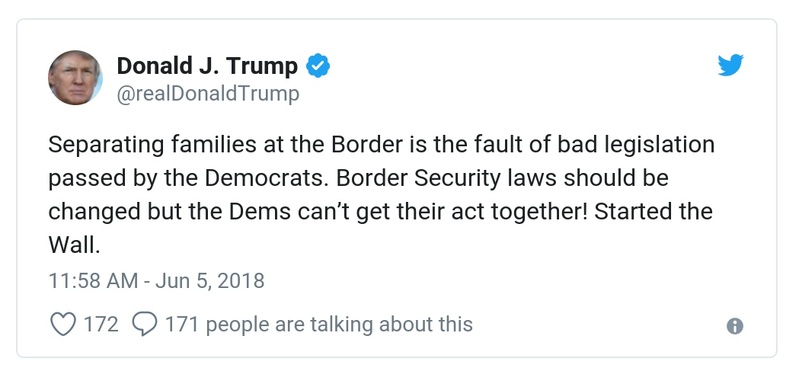 Donald J. Trump
@realDonaldTrump
Separating families at the Border is the fault of bad legislation
passed by the Democrats. Border Security laws should be
changed but the Dems can’t get their act together! Started the
Wall.
11:58 AM - Jun 5, 2018
172 171 people are talking about this